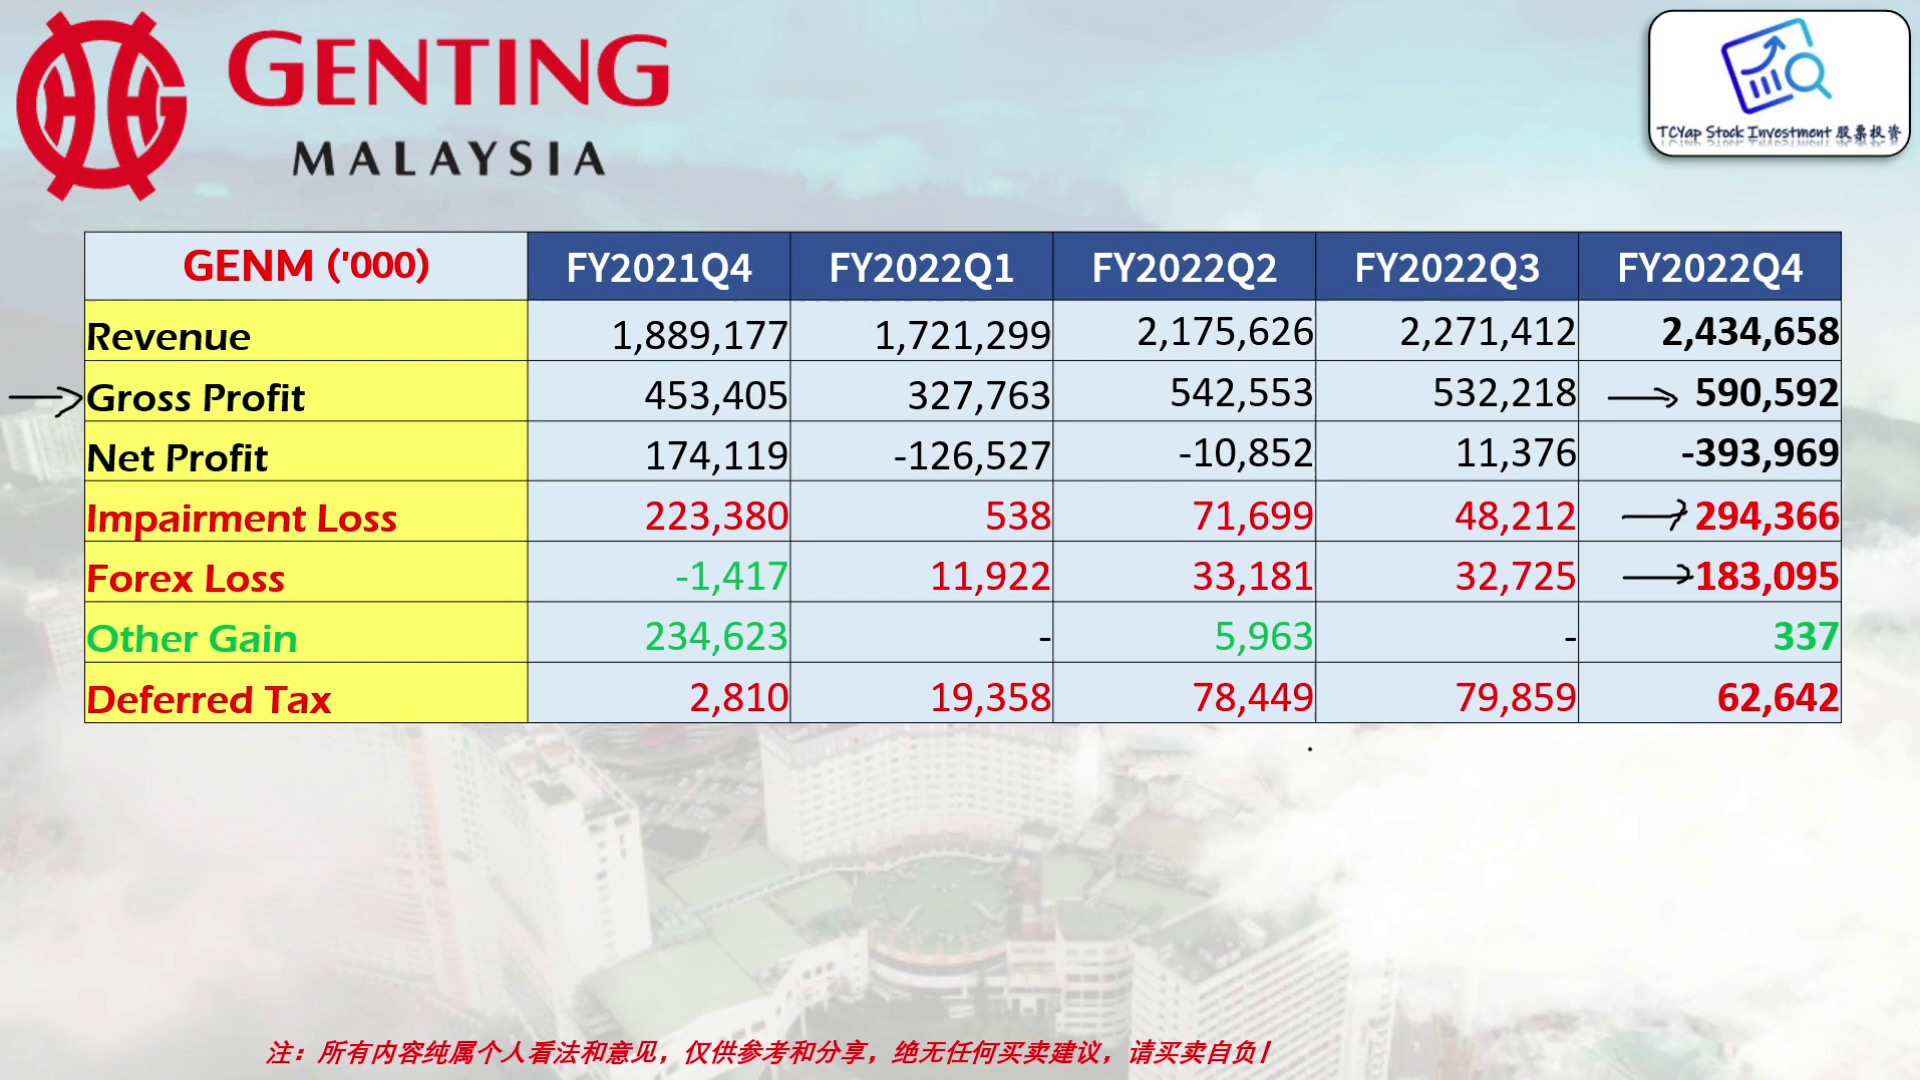 GENTING
MALAYSIA
TCYap Stock Investment 股票投资
GENM ('000) FY2021Q4 FY2022Q1 FY2022Q2 FY2022Q3 FY2022Q4
Revenue 1,889,177 1,721,299 2,175,626 2,271,412 2,434,658
Gross Profit 453,405 327,763 542,553 532,218 590,592
Net Profit 174,119 -126,527 -10,852 11,376 -393,969
Impairment Loss 223,380 538 71,699 48,212 294,366
Forex Loss -1,417 11,922 33,181 32,725 183,095
Other Gain 234,623 - 5,963 - 337
Deferred Tax 2,810 19,358 78,449 79,859 62,642
注：所有内容纯属个人看法和意见，仅供参考和分享，绝无任何买卖建议，请买卖自负！